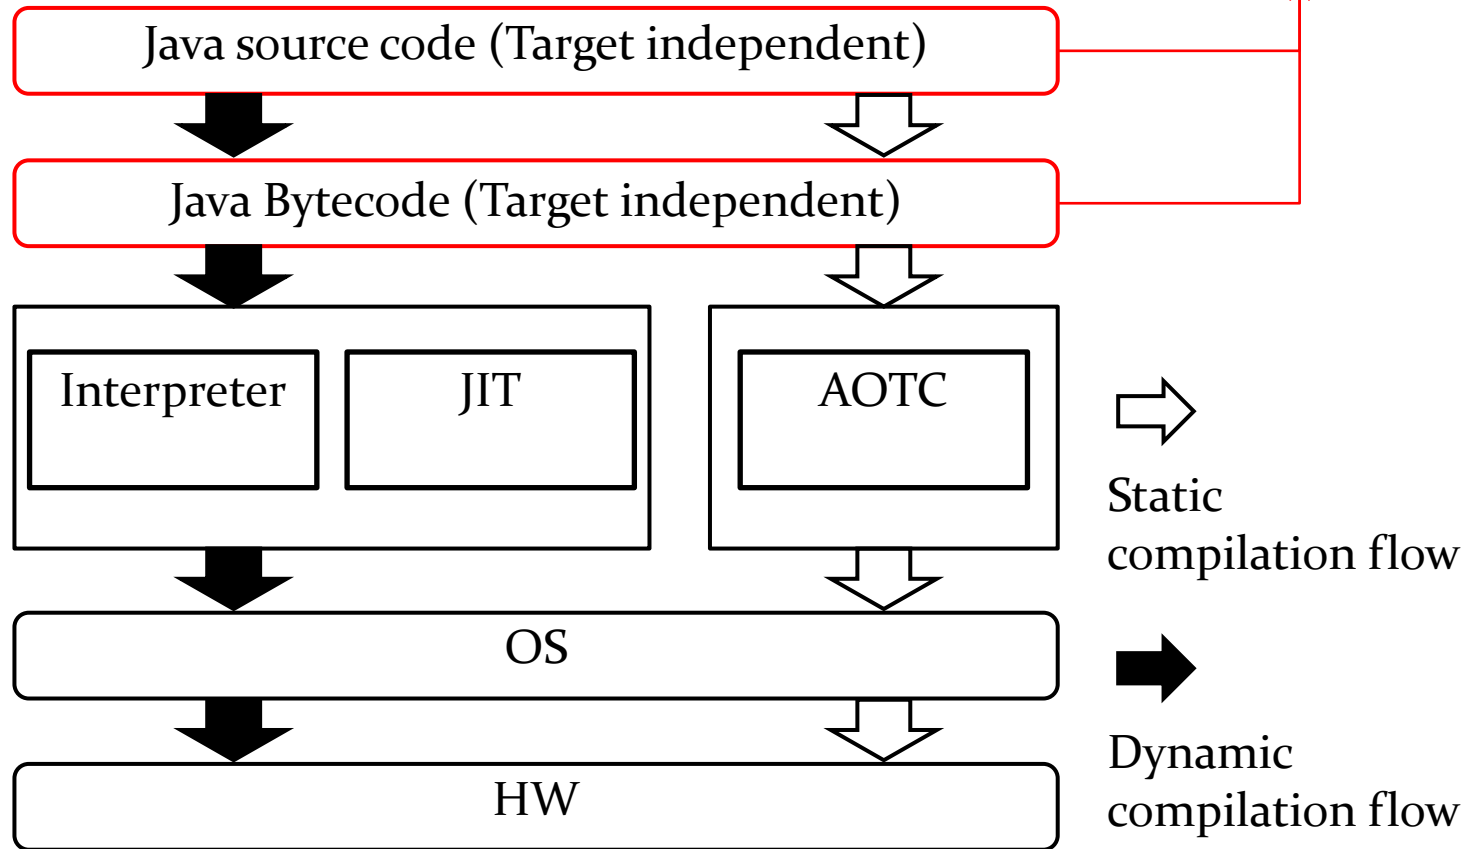 Java source code (Target independent)
Java Bytecode (Target independent)
Interpreter
JIT
AOTC
Static
compilation flow
OS
Dynamic
compilation flow
HW